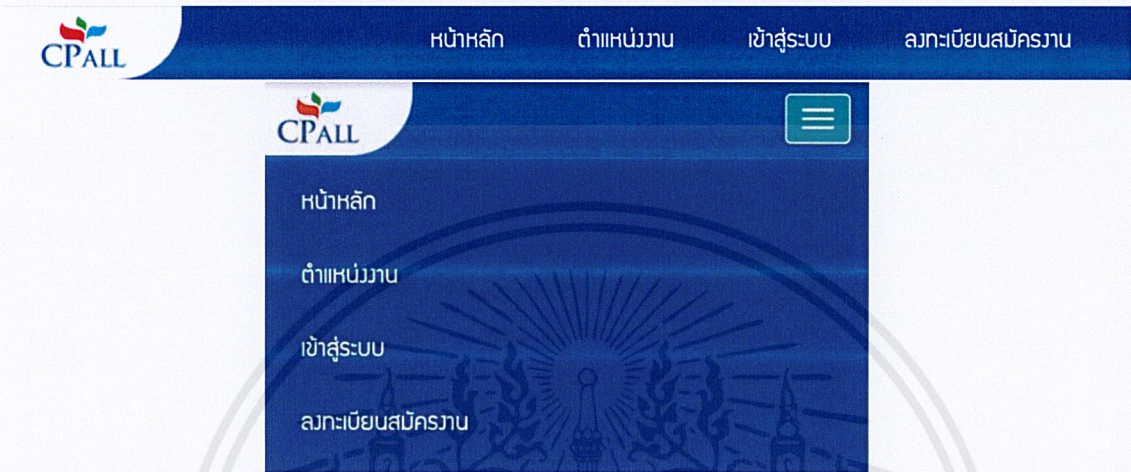 CPALL หน้าหลัก ตำแหน่งงาน เข้าสู่ระบบ ลงทะเบียนสมัครงาน
CPALL
หน้าหลัก
ตำแหน่งงาน
เข้าสู่ระบบ
ลงทะเบียนสมัครงาน